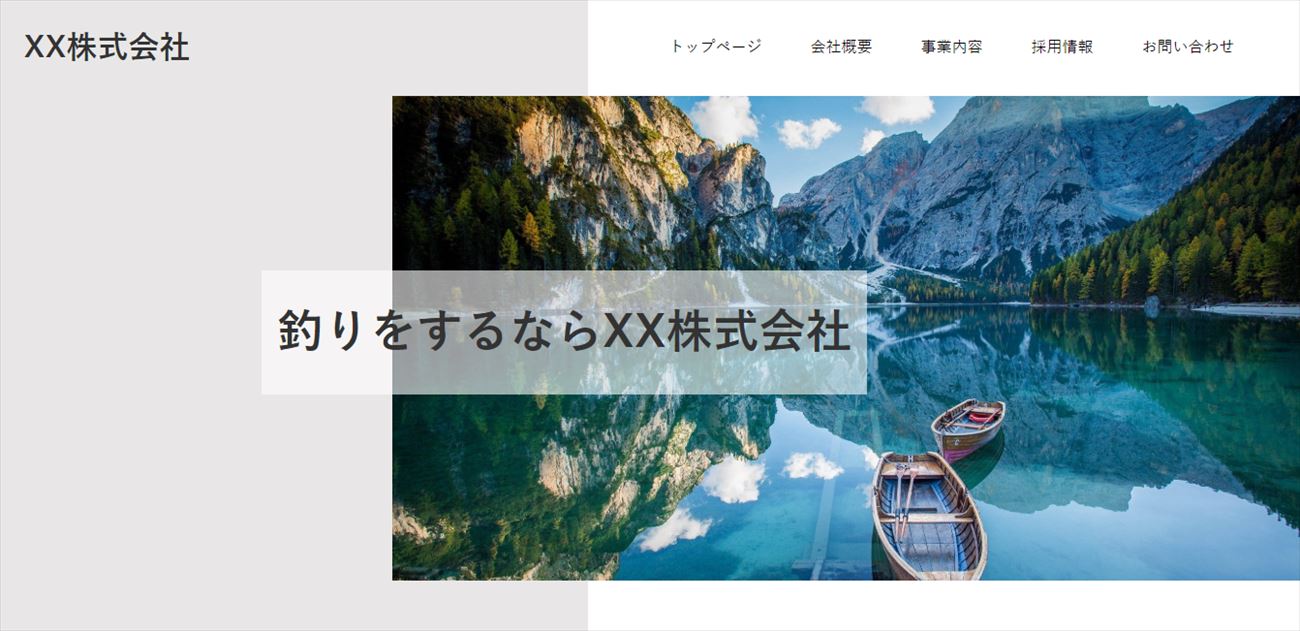 XX株式会社
トップページ
会社概要
事業内容
採用情報
お問い合わせ
釣りをするならXX株式会社